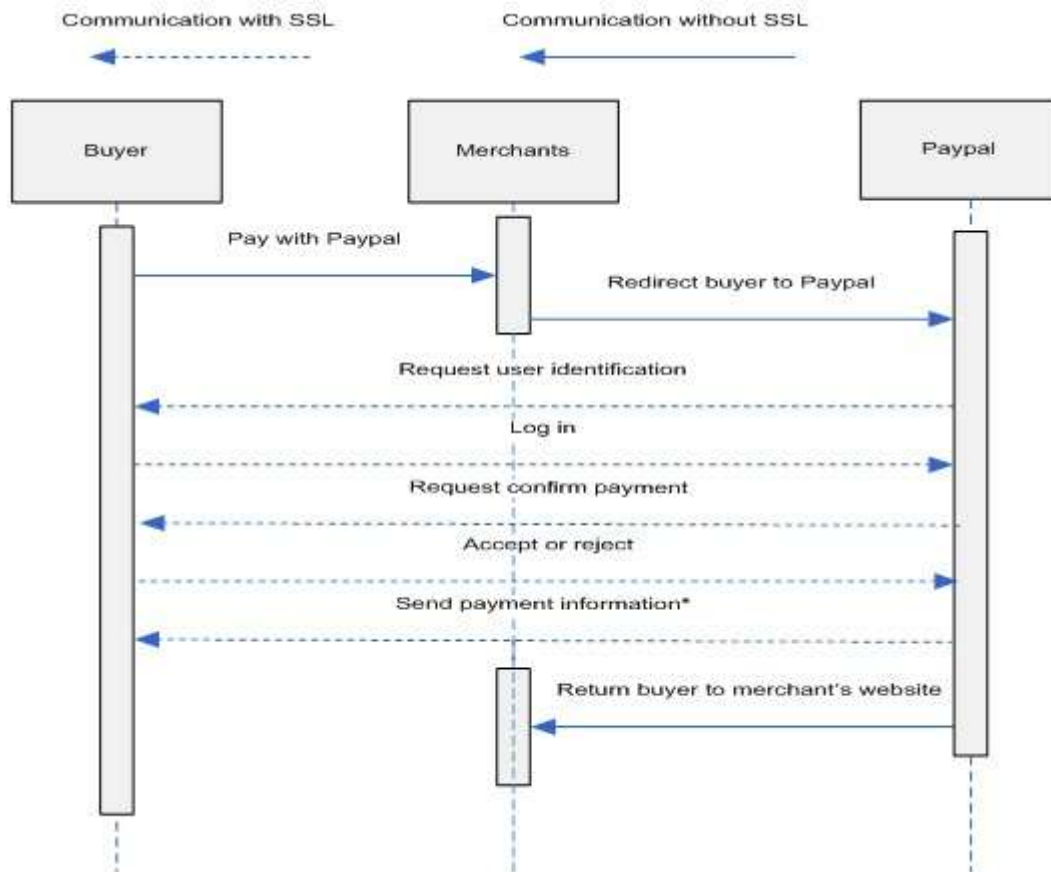 Communication with SSL
Communication without SSL
Buyer
Merchants
Paypal
Pay with Paypal
Redirect buyer to Paypal
Request user identification
Log in
Request confirm payment
Accept or reject
Send payment information*
Return buyer to merchant's website